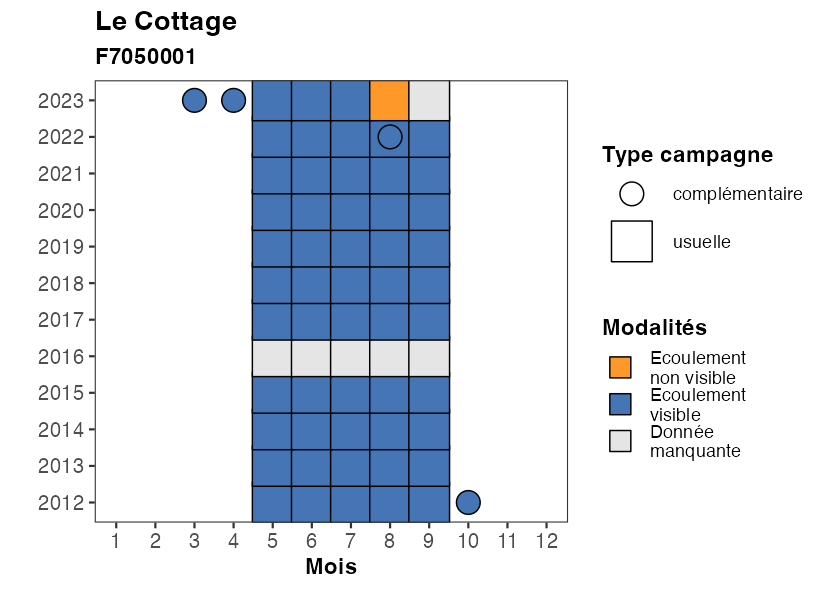 Le Cottage
F7050001
2023
2022
2021
2020
2019
2018
2017
2016
2015
2014
2013
2012
1 2 3 4 5 6 7 8 9 10 11 12
Mois
Type campagne
complémentaire
usuelle
Modalités
Ecoulement
non visible
Ecoulement
visible
Donnée
manquante